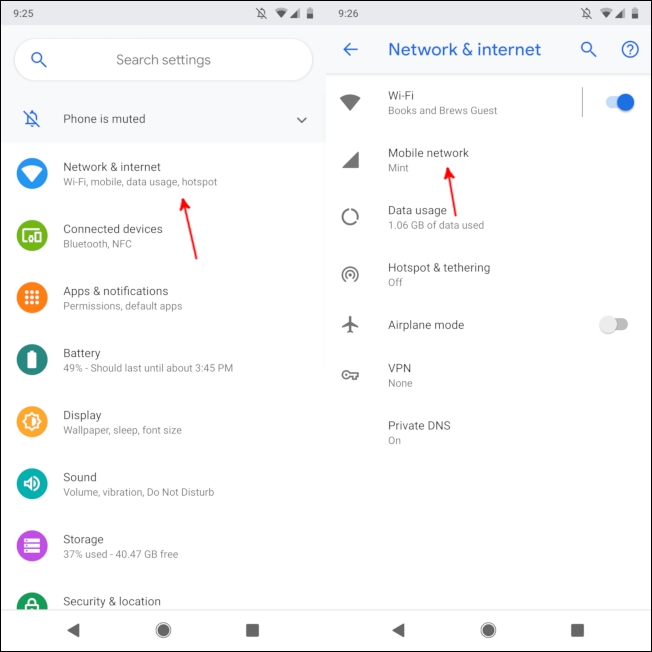 9:25
Search settings
Phone is muted
Network & internet
Wi-Fi, mobile, data usage, hotspot
Connected devices
Bluetooth, NFC
Apps & notifications
Permissions, default apps
Battery
49% - Should last until about 3:45 PM
Display
Wallpaper, sleep, font size
Sound
Volume, vibration, Do Not Disturb
Storage
37% used - 40.47 GB free
Security & location
9:26
Network & internet
Wi-Fi
Books and Brews Guest
Mobile network
Mint
Data usage
1.06 GB of data used
Hotspot & tethering
Off
Airplane mode
VPN
None
Private DNS
On